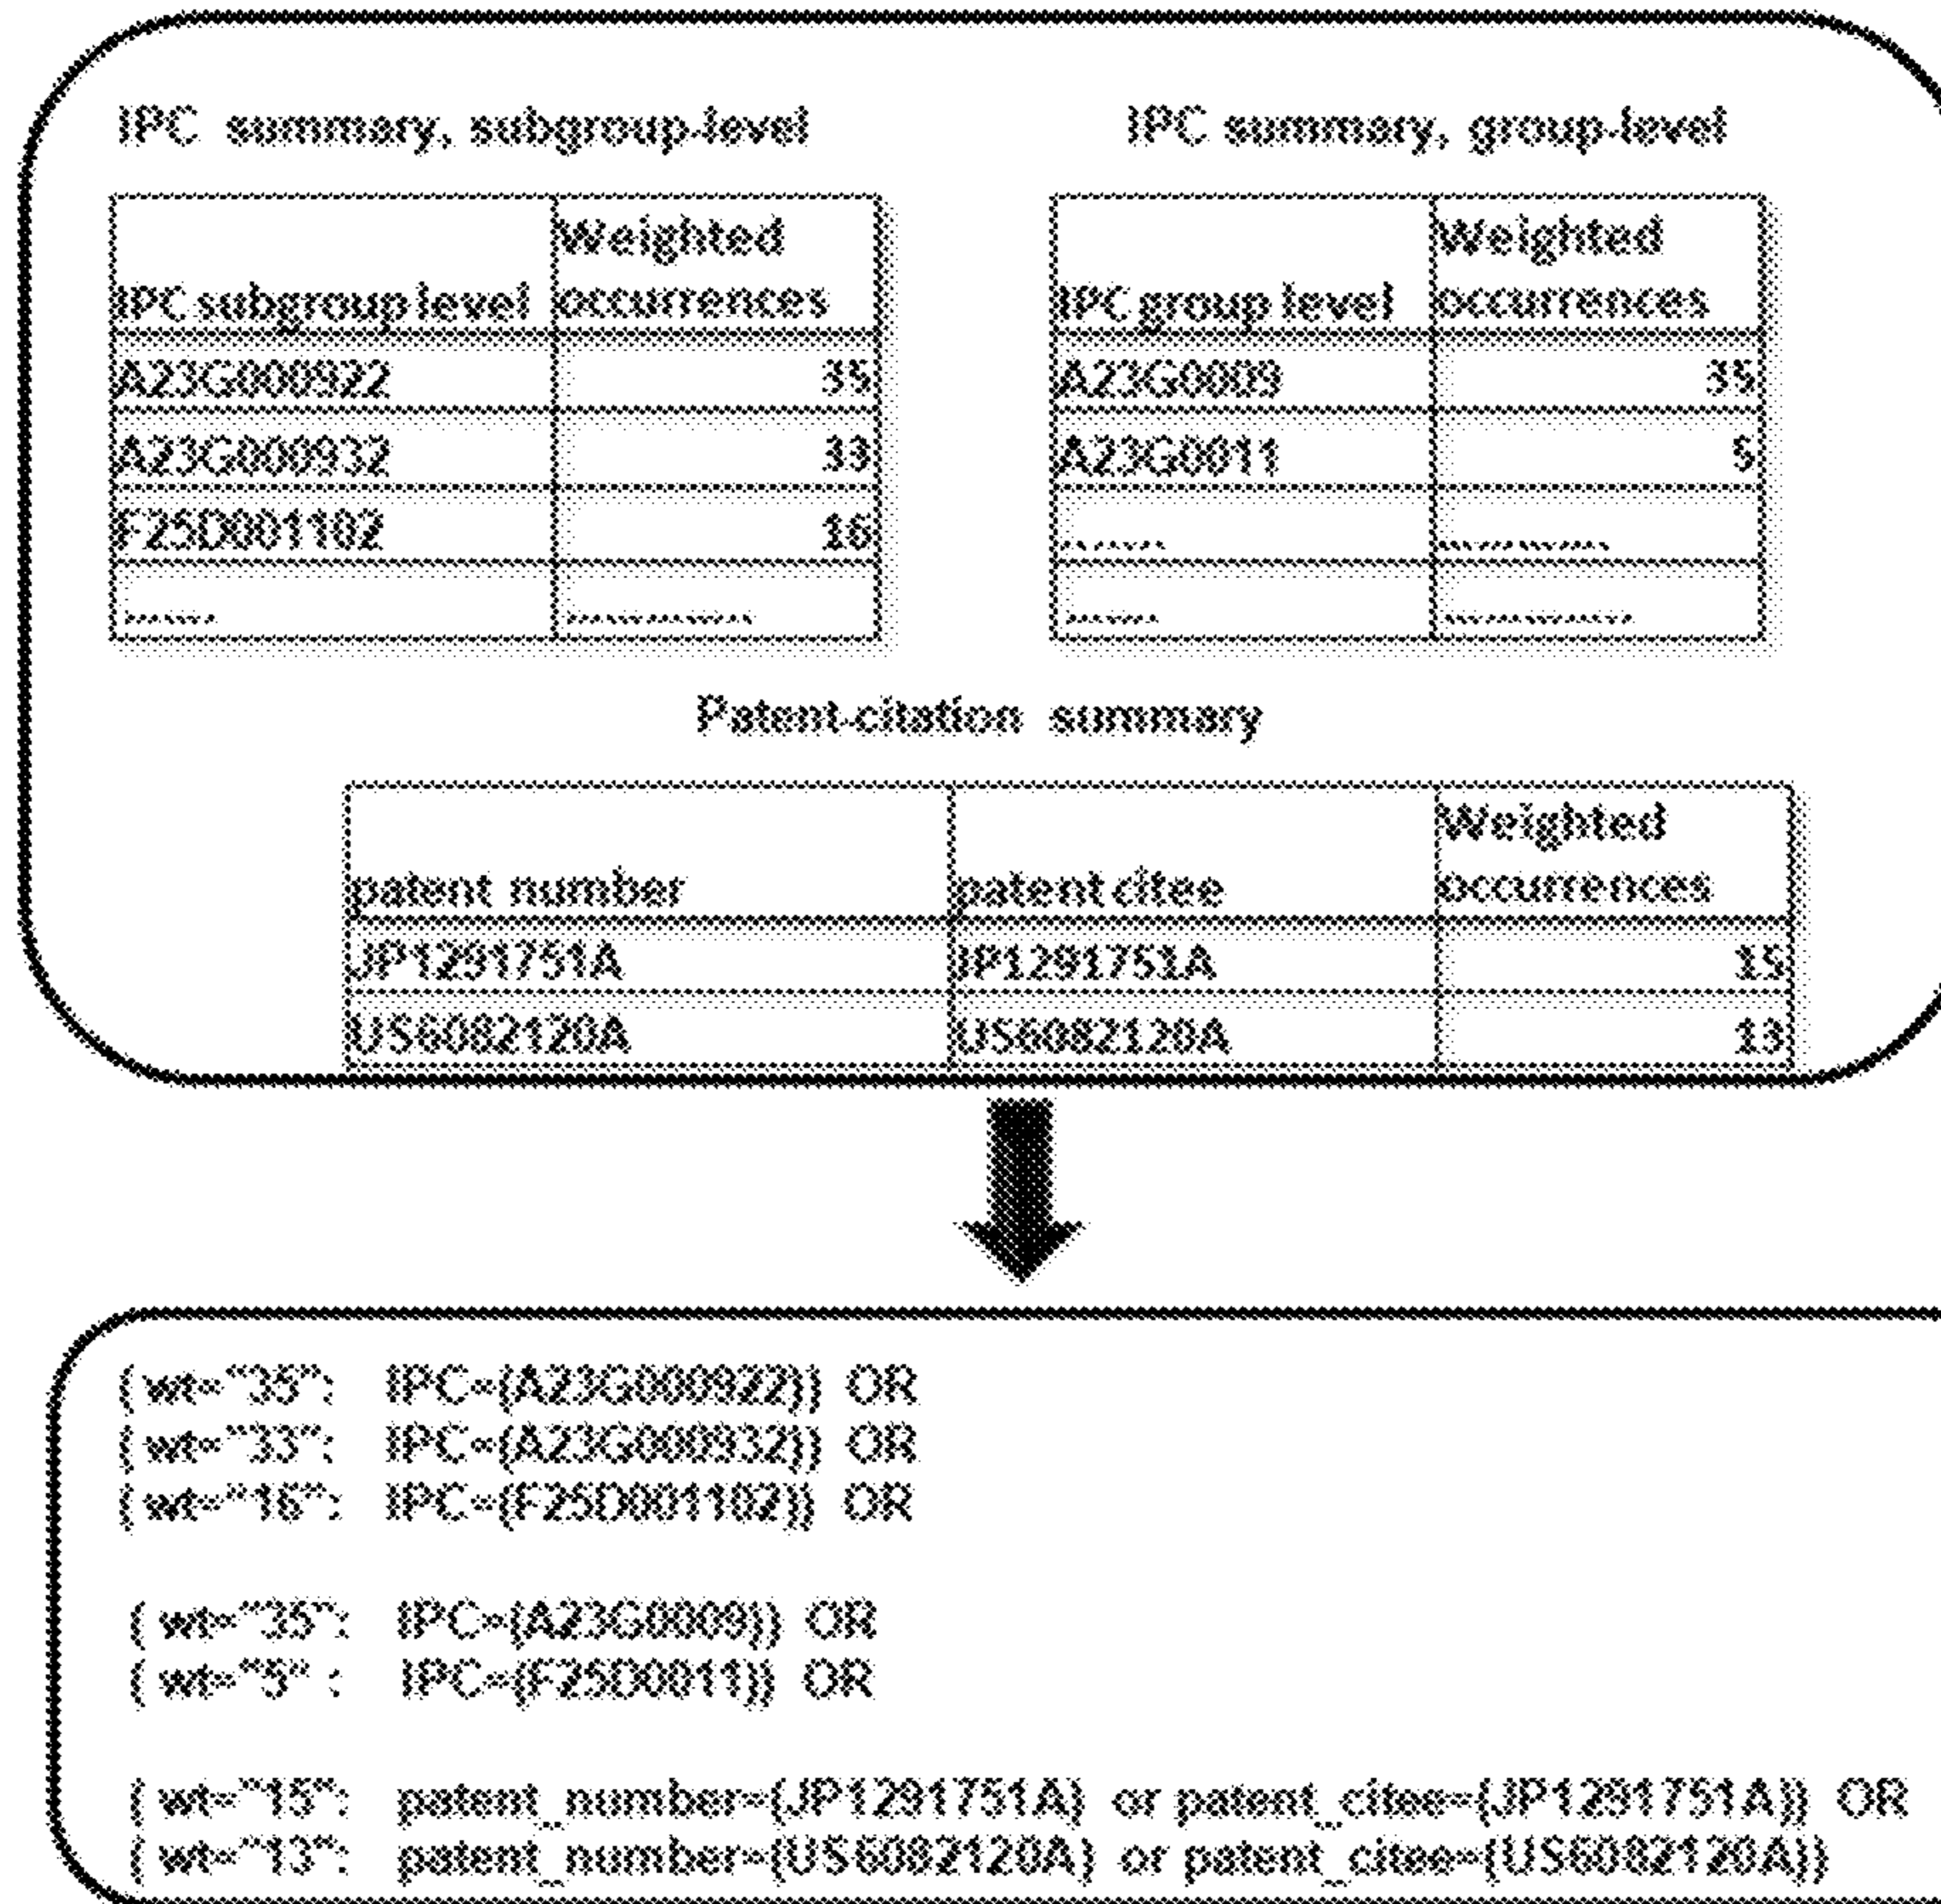 IPC summary, subgroup-level
IPC subgroup level Weighted occurrences
A23G000922 35
A23G000932 33
F25D001102 16
....... ..............
IPC summary, group-level
IPC group level Weighted occurrences
A23G0009 35
A23G0011 5
........ .............
....... ..............
Patent-citation summary
patent number patent citee Weighted occurrences
JP1291751A JP1291751A 15
US6082120A US6082120A 13
( wt="35"; IPC=(A23G000922)) OR
( wt="33"; IPC=(A23G000932)) OR
( wt="16"; IPC=(F25D001102)) OR
( wt="35"; IPC=(A23G0009)) OR
( wt="5" ; IPC=(F25D0011)) OR
( wt="15"; patent_number=(JP1291751A) or patent_citee=(JP1291751A)) OR
( wt="13"; patent_number=(US6082120A) or patent_citee=(US6082120A))